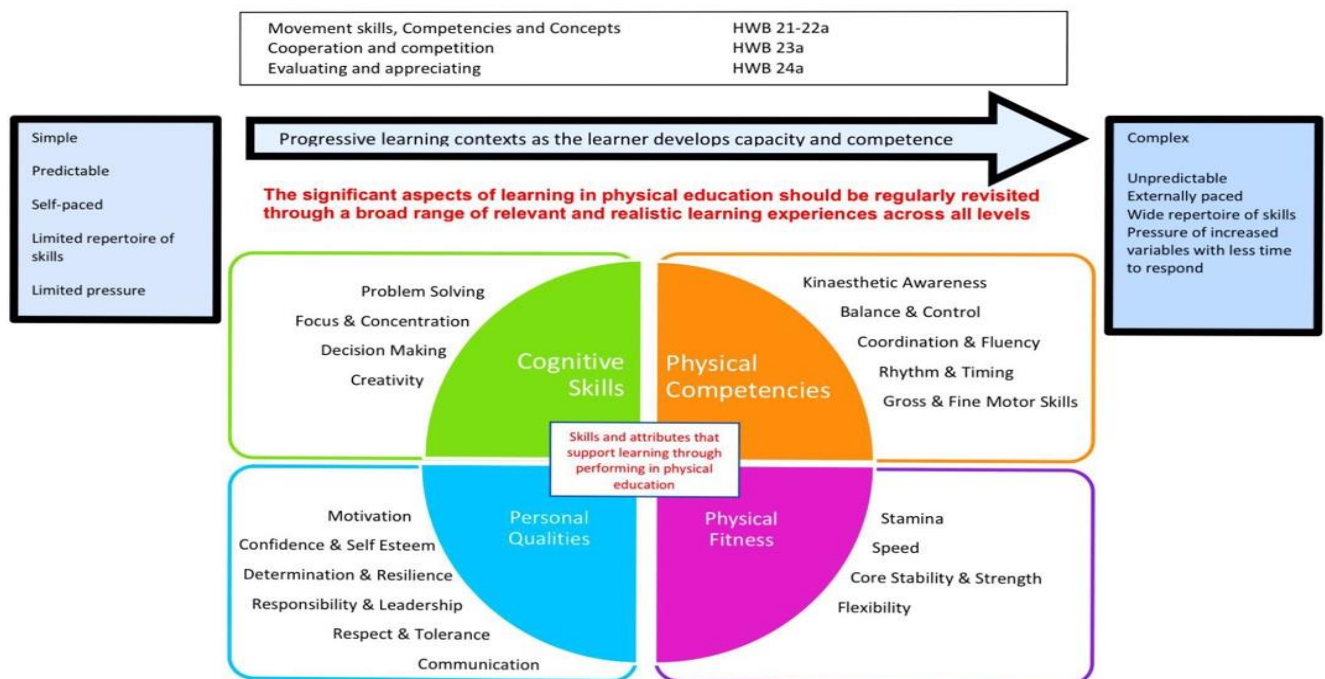 Movement skills, Competencies and Concepts HWB 21-22a
Cooperation and competition HWB 23a
Evaluating and appreciating HWB 24a
Simple
Predictable
Self-paced
Limited repertoire of
skills
Limited pressure
Progressive learning contexts as the learner develops capacity and competence
Complex
Unpredictable
Externally paced
Wide repertoire of skills
Pressure of increased
variables with less time
to respond
The significant aspects of learning in physical education should be regularly revisited
through a broad range of relevant and realistic learning experiences across all levels
Problem Solving
Focus & Concentration
Decision Making
Creativity
Cognitive
Skills
Physical
Competencies
Kinaesthetic Awareness
Balance & Control
Coordination & Fluency
Rhythm & Timing
Gross & Fine Motor Skills
Skills and attributes that
support learning through
performing in physical
education
Motivation
Confidence & Self Esteem
Determination & Resilience
Responsibility & Leadership
Respect & Tolerance
Communication
Personal
Qualities
Physical
Fitness
Stamina
Speed
Core Stability & Strength
Flexibility